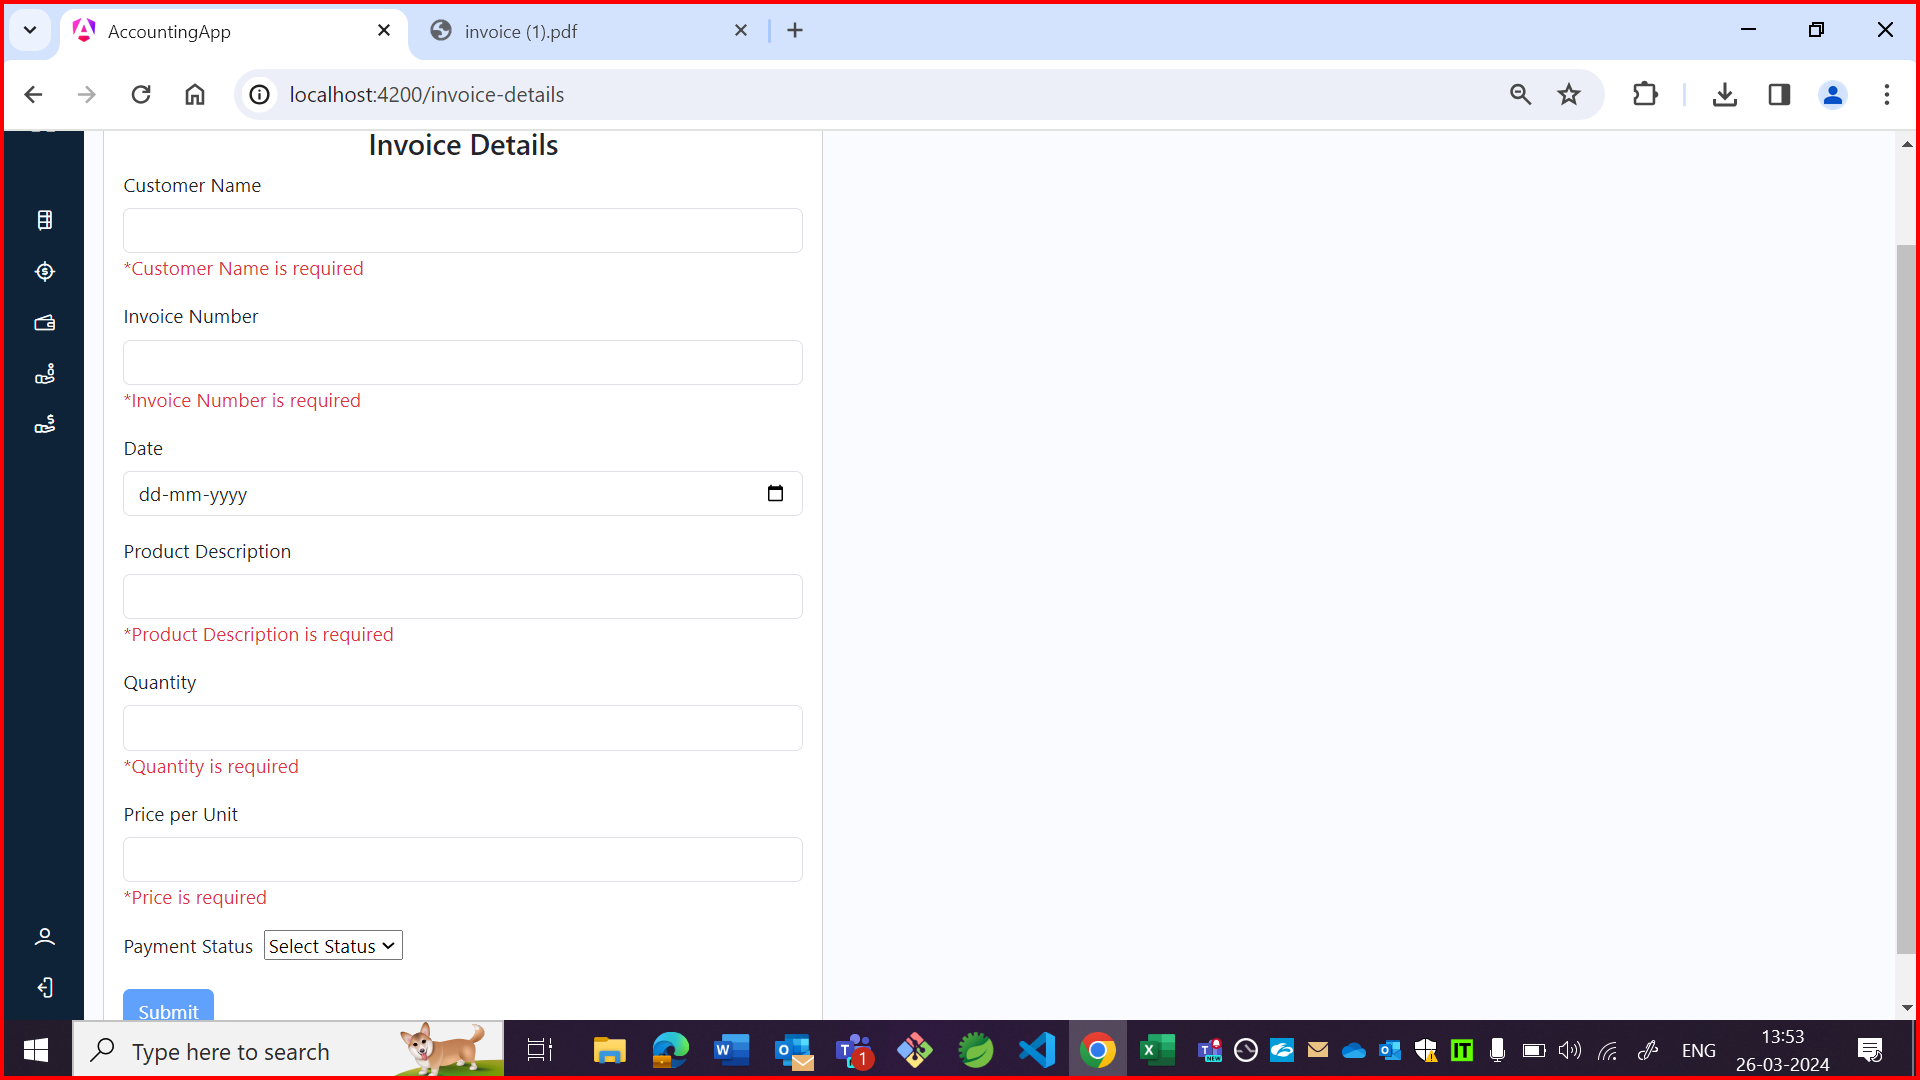 AccountingApp
invoice (1).pdf
localhost:4200/invoice-details
Invoice Details
Customer Name
*Customer Name is required
Invoice Number
*Invoice Number is required
Date
dd-mm-yyyy
Product Description
*Product Description is required
Quantity
*Quantity is required
Price per Unit
*Price is required
Payment Status Select Status
Submit
Type here to search
1
NEW
IT
ENG
13:53
26-03-2024